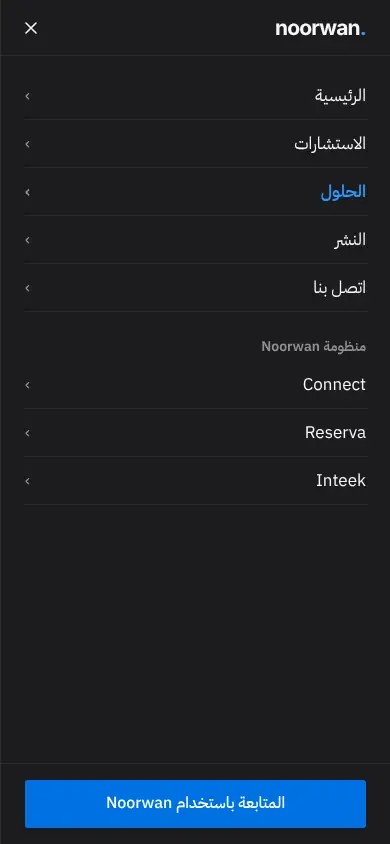 noorwan.
الرئيسية
الاستشارات
الحلول
النشر
اتصل بنا
منظومة Noorwan
Connect
Reserva
Inteek
المتابعة باستخدام Noorwan